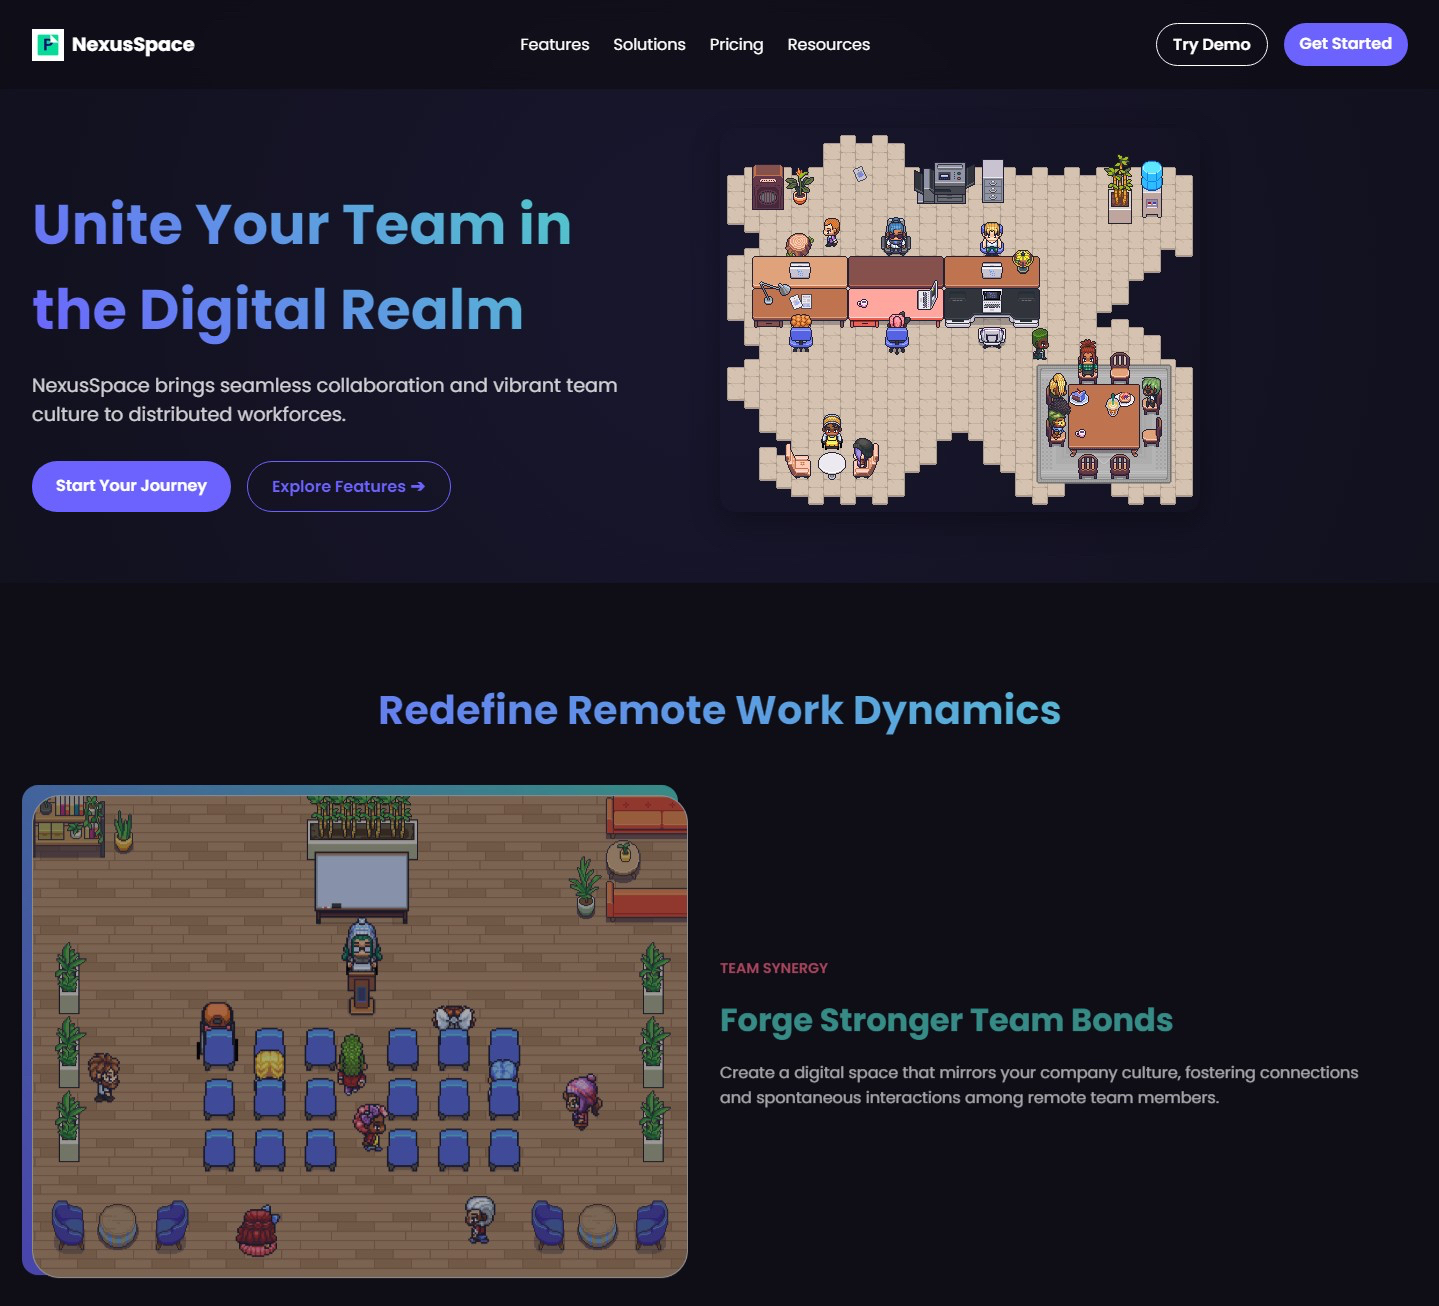 NexusSpace
Features
Solutions
Pricing
Resources
Try Demo
Get Started
Unite Your Team in
the Digital Realm
NexusSpace brings seamless collaboration and vibrant team
culture to distributed workforces.
Start Your Journey
Explore Features ➔
Redefine Remote Work Dynamics
TEAM SYNERGY
Forge Stronger Team Bonds
Create a digital space that mirrors your company culture, fostering connections
and spontaneous interactions among remote team members.